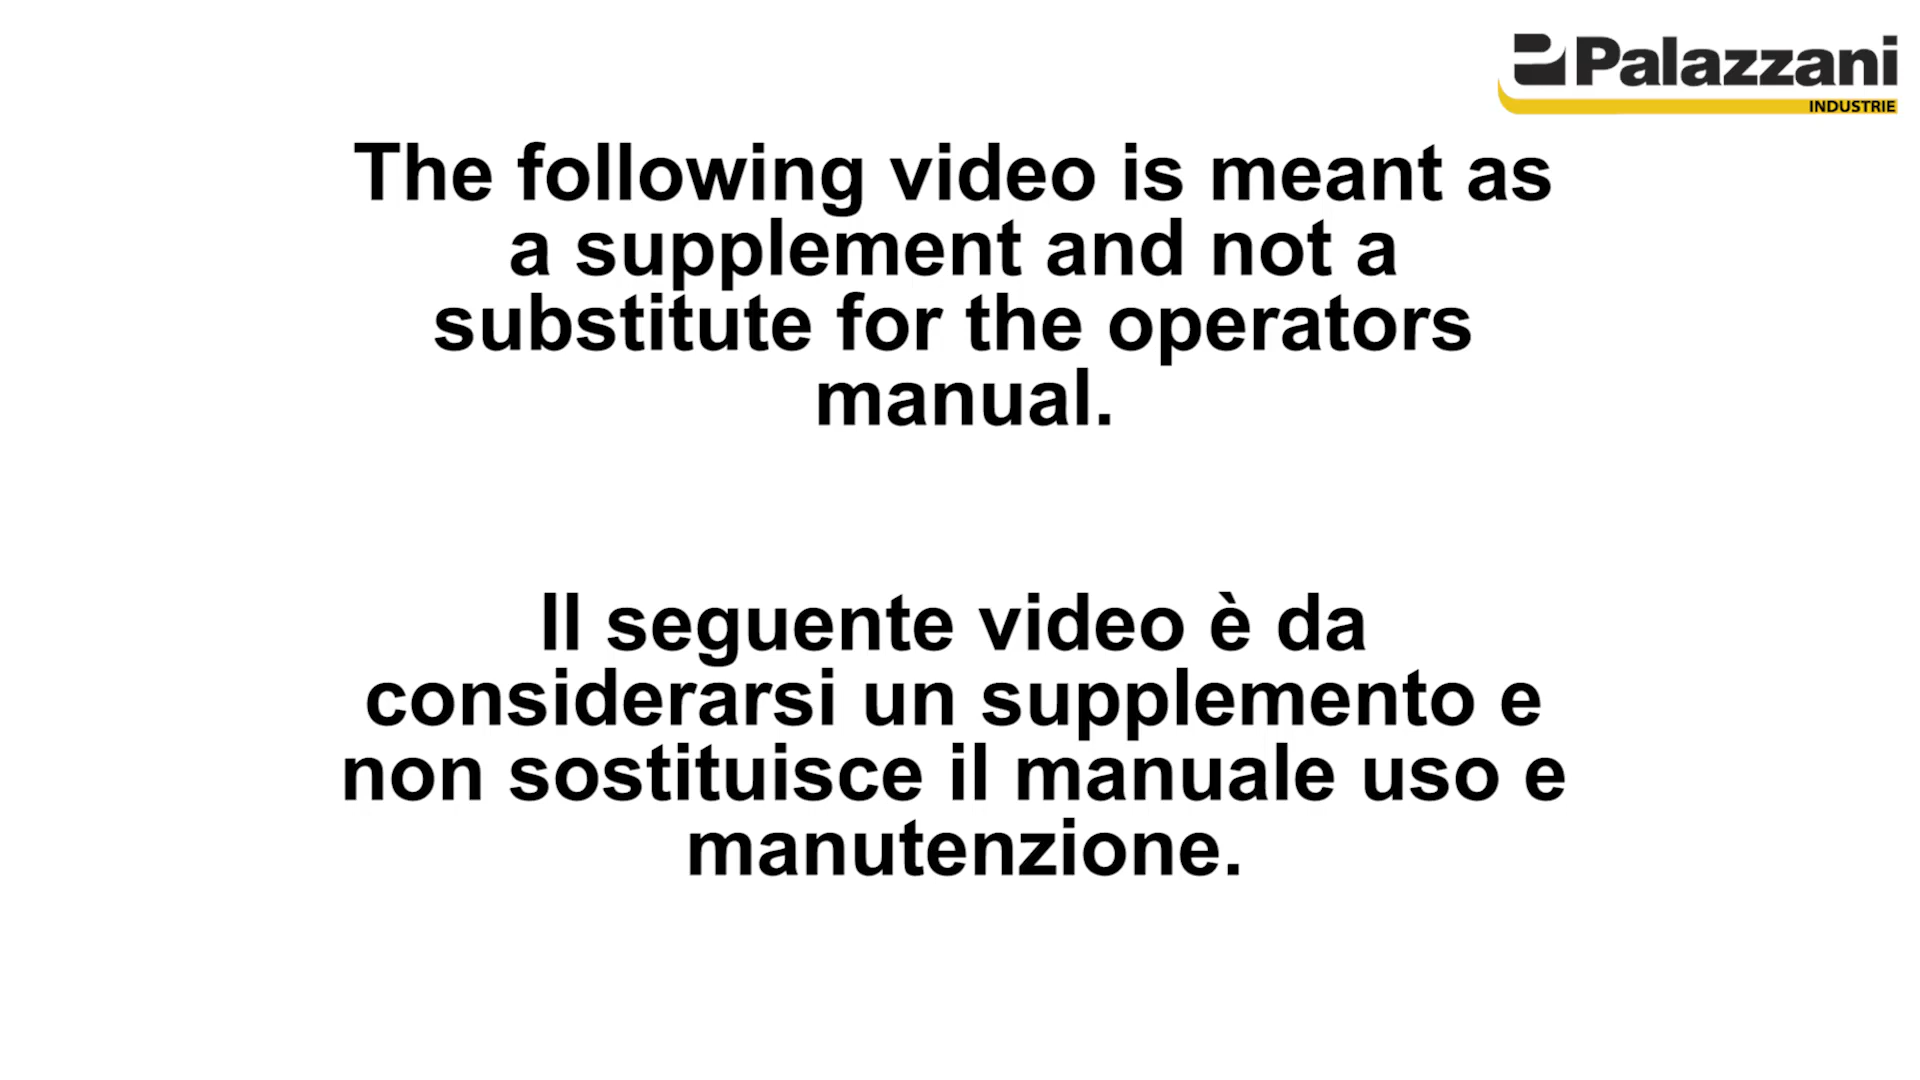 Palazzani
INDUSTRIE
The following video is meant as
a supplement and not a
substitute for the operators
manual.
Il seguente video è da
considerarsi un supplemento e
non sostituisce il manuale uso e
manutenzione.